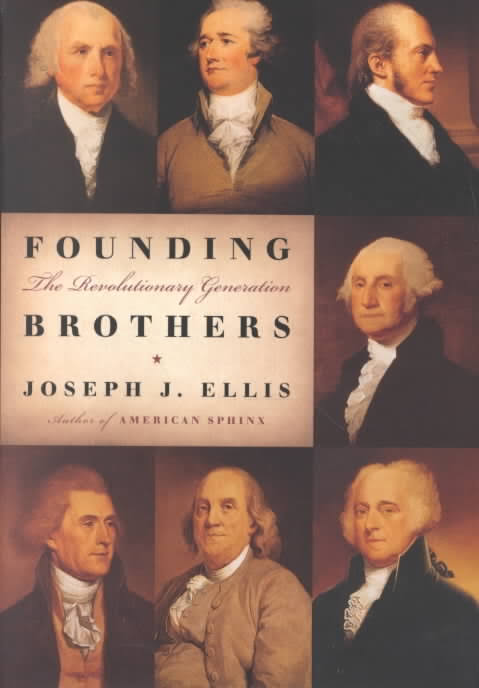 FOUNDING
The Revolutionary Generation
BROTHERS
JOSEPH J. ELLIS
Author of AMERICAN SPHINX